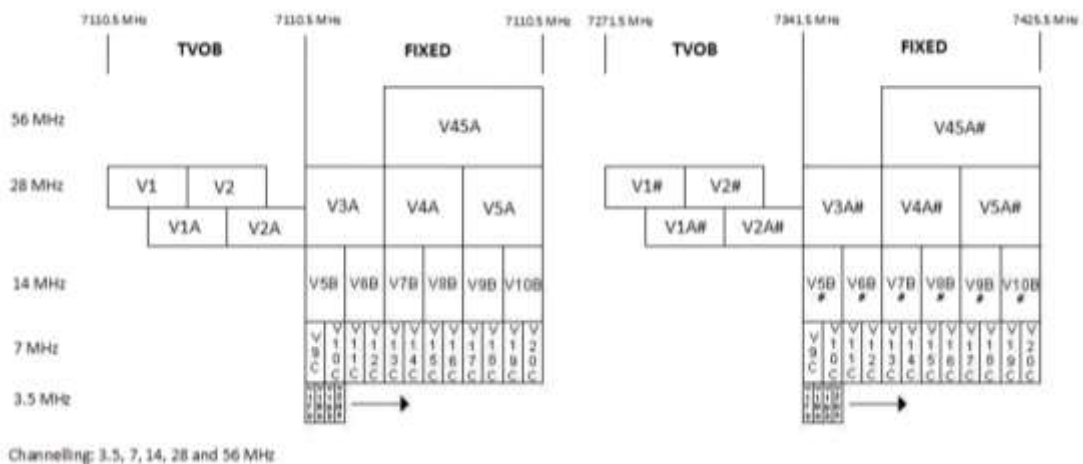 7110.5 MHz 7110.5 MHz 7110.5 MHz 7271.5 MHz 7341.5 MHz 7425.5 MHz
TVOB FIXED TVOB FIXED
56 MHz V45A V45A#
28 MHz V1 V2 V3A V4A V5A V1# V2# V3A# V4A# V5A#
V1A V2A V1A# V2A#
14 MHz V5B V6B V7B V8B V9B V10B V5B# V6B# V7B# V8B# V9B# V10B#
7 MHz V9C V10C V11C V12C V13C V14C V15C V16C V17C V18C V19C V20C V9C V10C V11C V12C V13C V14C V15C V16C V17C V18C V19C V20C
3.5 MHz
Channelling: 3.5, 7, 14, 28 and 56 MHz